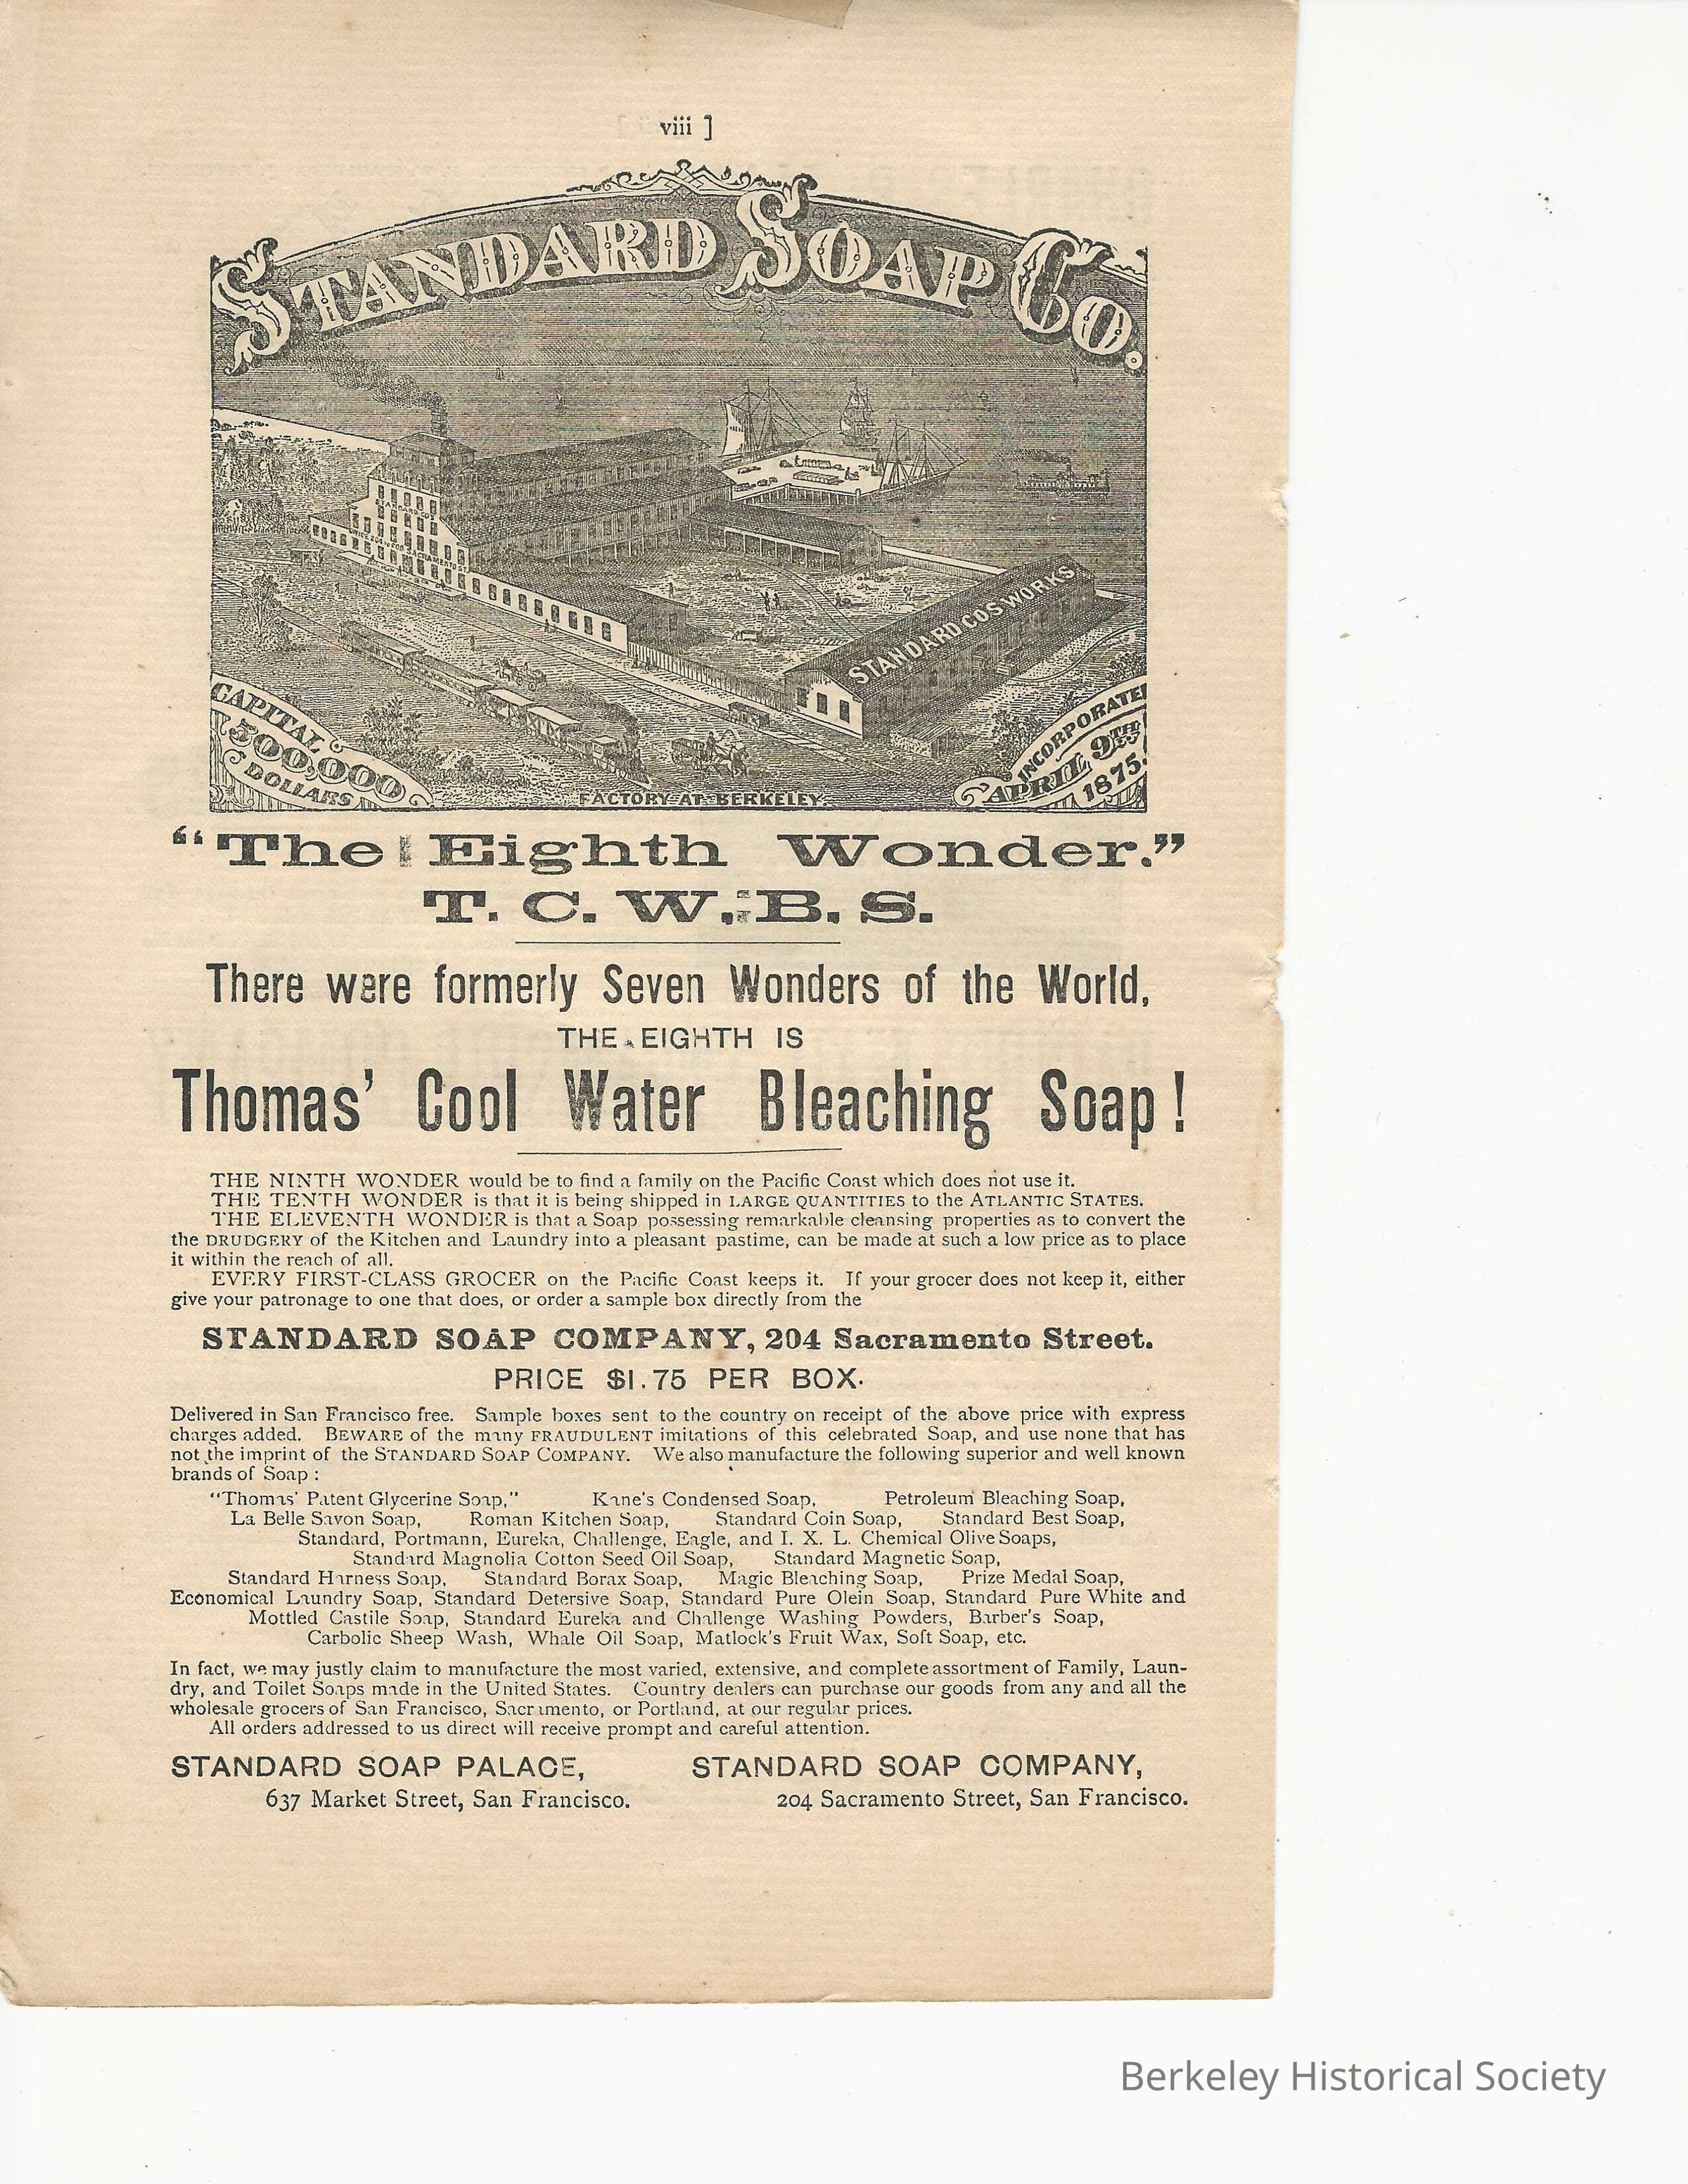 viii ]
STANDARD SOAP CO.
STANDARD CO'S
OFFICE 204 to 208 SACRAMENTO ST.
STANDARD CO'S WORKS
CAPITAL
500,000
DOLLARS
INCORPORATED
APRIL 9TH
1875.
FACTORY AT BERKELEY.
“The Eighth Wonder.”
T. C. W. B. S.
There were formerly Seven Wonders of the World,
THE EIGHTH IS
Thomas’ Cool Water Bleaching Soap!
THE NINTH WONDER would be to find a family on the Pacific Coast which does not use it.
THE TENTH WONDER is that it is being shipped in LARGE QUANTITIES to the ATLANTIC STATES.
THE ELEVENTH WONDER is that a Soap possessing remarkable cleansing properties as to convert the
the DRUDGERY of the Kitchen and Laundry into a pleasant pastime, can be made at such a low price as to place
it within the reach of all.
EVERY FIRST-CLASS GROCER on the Pacific Coast keeps it. If your grocer does not keep it, either
give your patronage to one that does, or order a sample box directly from the
STANDARD SOAP COMPANY, 204 Sacramento Street.
PRICE $1.75 PER BOX.
Delivered in San Francisco free. Sample boxes sent to the country on receipt of the above price with express
charges added. BEWARE of the many FRAUDULENT imitations of this celebrated Soap, and use none that has
not the imprint of the STANDARD SOAP COMPANY. We also manufacture the following superior and well known
brands of Soap :
“Thomas’ Patent Glycerine Soap,” Kane’s Condensed Soap, Petroleum Bleaching Soap,
La Belle Savon Soap, Roman Kitchen Soap, Standard Coin Soap, Standard Best Soap,
Standard, Portmann, Eureka, Challenge, Eagle, and I. X. L. Chemical Olive Soaps,
Standard Magnolia Cotton Seed Oil Soap, Standard Magnetic Soap,
Standard Harness Soap, Standard Borax Soap, Magic Bleaching Soap, Prize Medal Soap,
Economical Laundry Soap, Standard Detersive Soap, Standard Pure Olein Soap, Standard Pure White and
Mottled Castile Soap, Standard Eureka and Challenge Washing Powders, Barber’s Soap,
Carbolic Sheep Wash, Whale Oil Soap, Matlock’s Fruit Wax, Soft Soap, etc.
In fact, we may justly claim to manufacture the most varied, extensive, and complete assortment of Family, Laun-
dry, and Toilet Soaps made in the United States. Country dealers can purchase our goods from any and all the
wholesale grocers of San Francisco, Sacramento, or Portland, at our regular prices.
All orders addressed to us direct will receive prompt and careful attention.
STANDARD SOAP PALACE, STANDARD SOAP COMPANY,
637 Market Street, San Francisco. 204 Sacramento Street, San Francisco.
Berkeley Historical Society